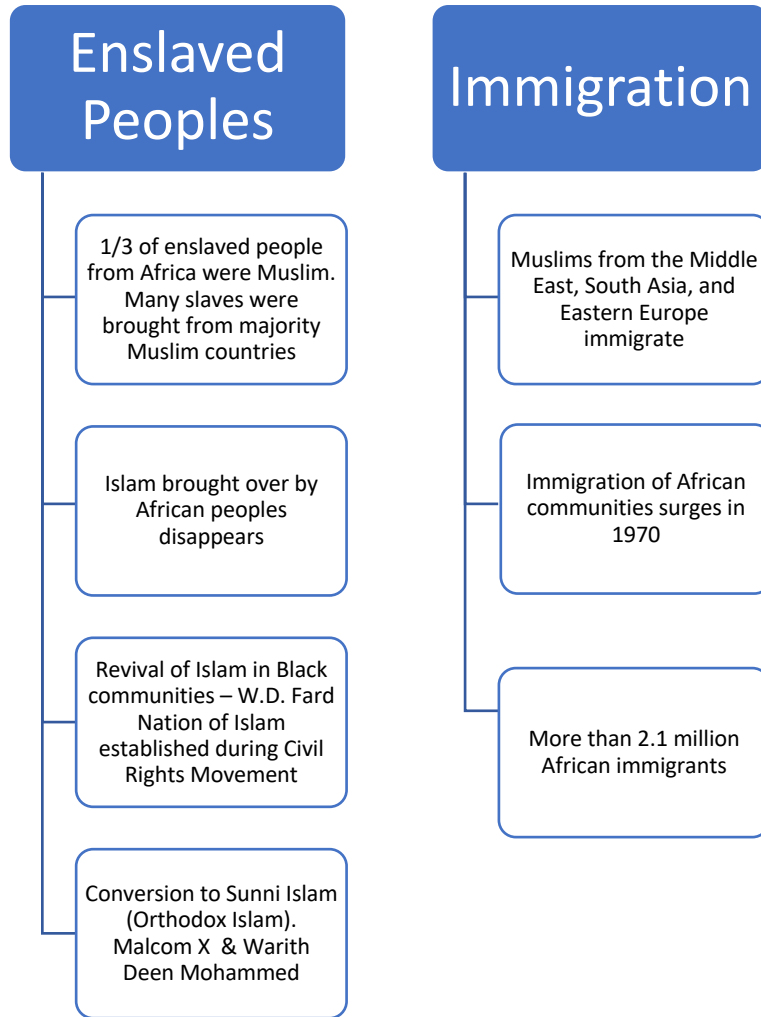 Enslaved
Peoples
1/3 of enslaved people
from Africa were Muslim.
Many slaves were
brought from majority
Muslim countries
Islam brought over by
African peoples
disappears
Revival of Islam in Black
communities – W.D. Fard
Nation of Islam
established during Civil
Rights Movement
Conversion to Sunni Islam
(Orthodox Islam).
Malcom X & Warith
Deen Mohammed
Immigration
Muslims from the Middle
East, South Asia, and
Eastern Europe
immigrate
Immigration of African
communities surges in
1970
More than 2.1 million
African immigrants